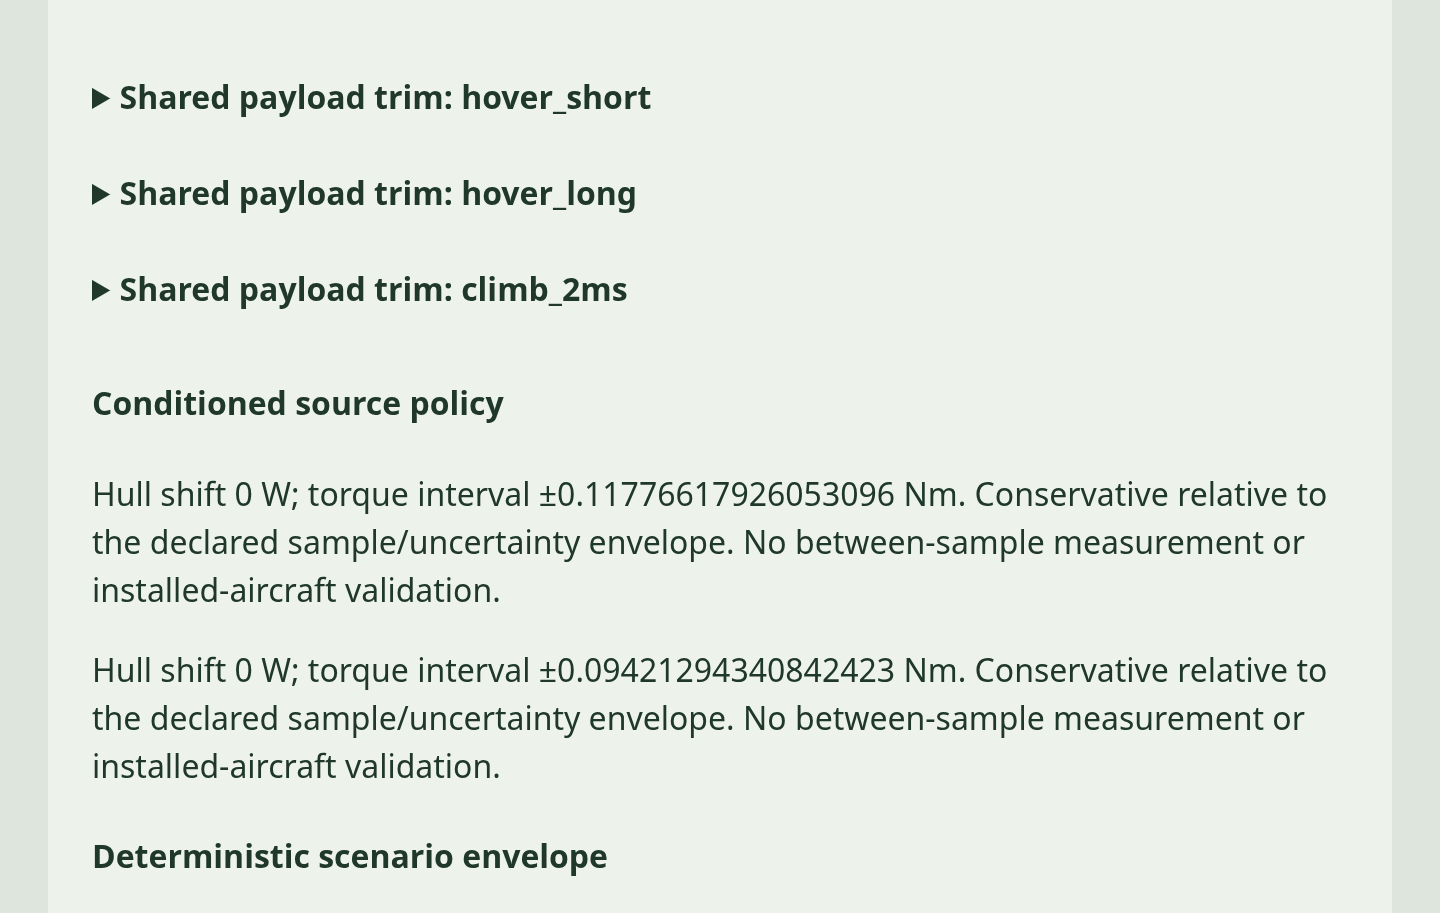 ▶ Shared payload trim: hover_short
▶ Shared payload trim: hover_long
▶ Shared payload trim: climb_2ms
Conditioned source policy
Hull shift 0 W; torque interval ±0.11776617926053096 Nm. Conservative relative to
the declared sample/uncertainty envelope. No between-sample measurement or
installed-aircraft validation.
Hull shift 0 W; torque interval ±0.09421294340842423 Nm. Conservative relative to
the declared sample/uncertainty envelope. No between-sample measurement or
installed-aircraft validation.
Deterministic scenario envelope